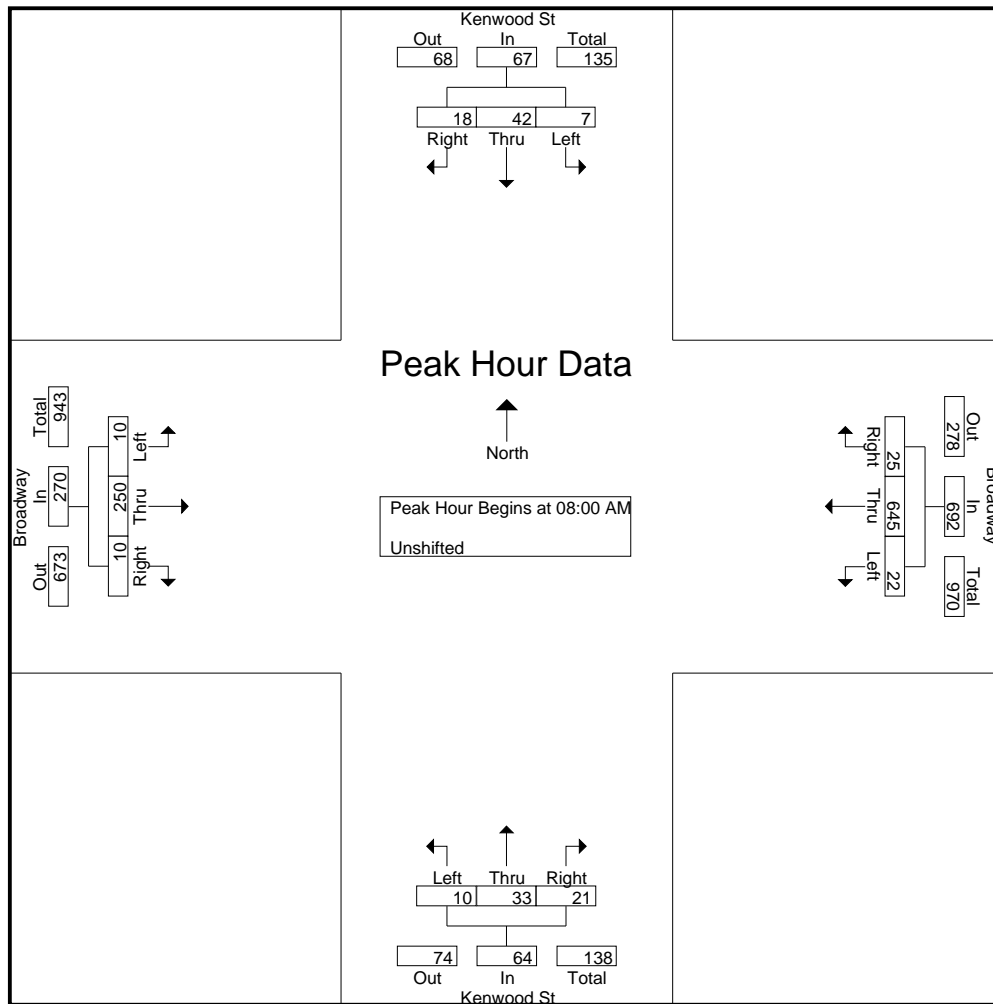 Kenwood St
Out In Total
68 67 135
18 42 7
Right Thru Left
Peak Hour Data
North
Peak Hour Begins at 08:00 AM
Unshifted
Broadway
Out In Total
673 270 943
10 250 10
Right Thru Left
Broadway
Out In Total
278 692 970
25 645 22
Right Thru Left
Left Thru Right
10 33 21
74 64 138
Out In Total
Kenwood St